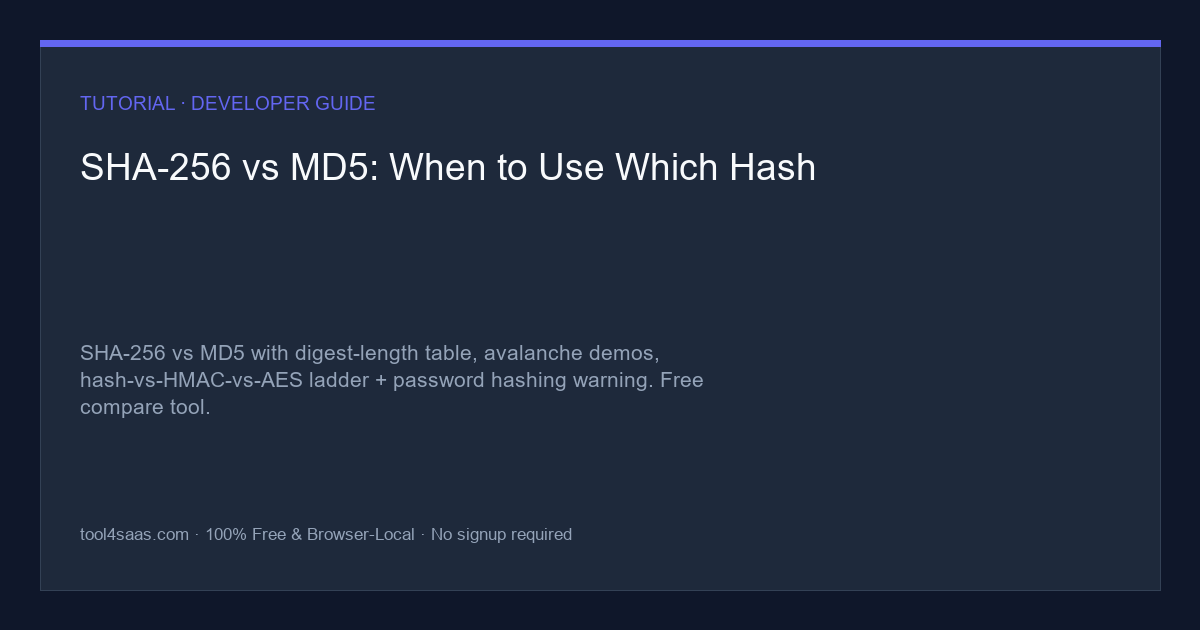 TUTORIAL · DEVELOPER GUIDE
SHA-256 vs MD5: When to Use Which Hash
SHA-256 vs MD5 with digest-length table, avalanche demos,
hash-vs-HMAC-vs-AES ladder + password hashing warning. Free
compare tool.
tool4saas.com · 100% Free & Browser-Local · No signup required